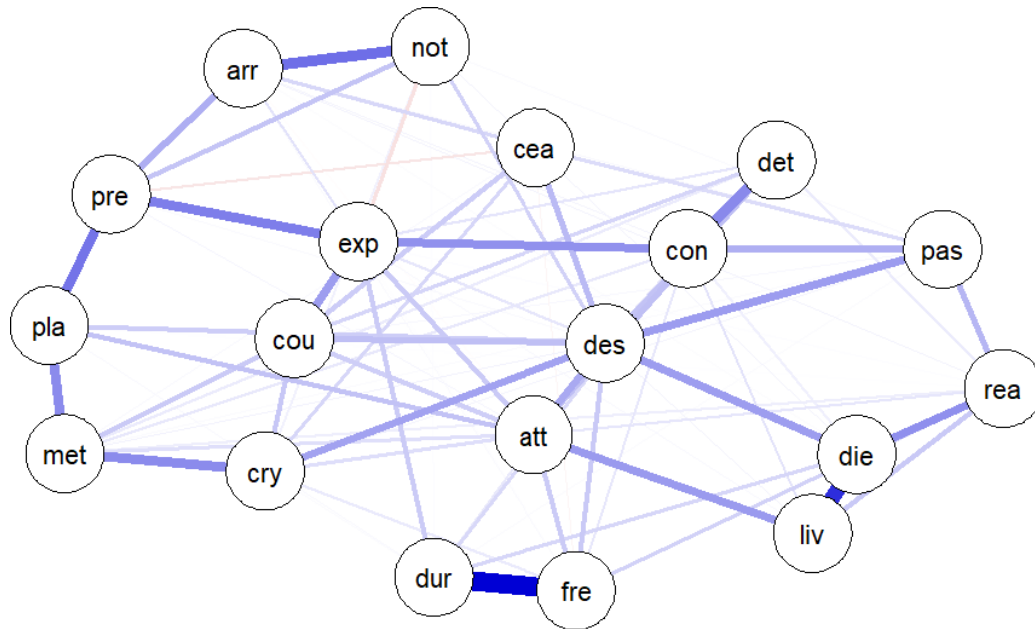 not
arr
cea
det
pre
exp
con
pas
pla
cou
des
rea
att
met
cry
die
liv
dur
fre